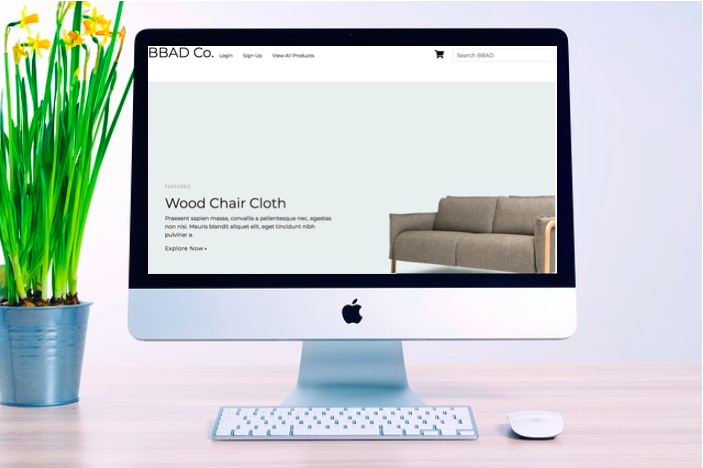 BBAD Co. Login Sign Up View All Products Search BBAD
FEATURED
Wood Chair Cloth
Praesent sapien massa, convallis a pellentesque nec, egestas
non nisi. Mauris blandit aliquet elit, eget tincidunt nibh
pulvinar a.
Explore Now